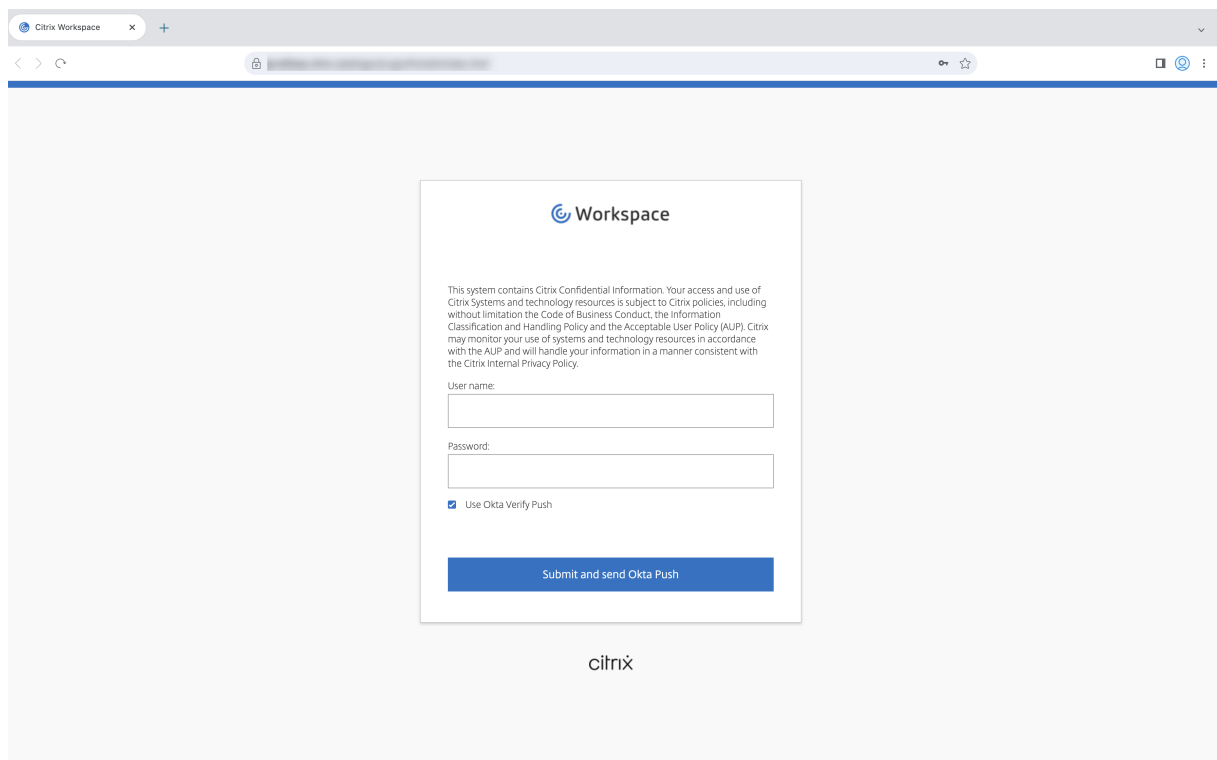 Citrix Workspace
Workspace
This system contains Citrix Confidential Information. Your access and use of
Citrix Systems and technology resources is subject to Citrix policies, including
without limitation the Code of Business Conduct, the Information
Classification and Handling Policy and the Acceptable User Policy (AUP). Citrix
may monitor your use of systems and technology resources in accordance
with the AUP and will handle your information in a manner consistent with
the Citrix Internal Privacy Policy.
User name:
Password:
Use Okta Verify Push
Submit and send Okta Push
citrix